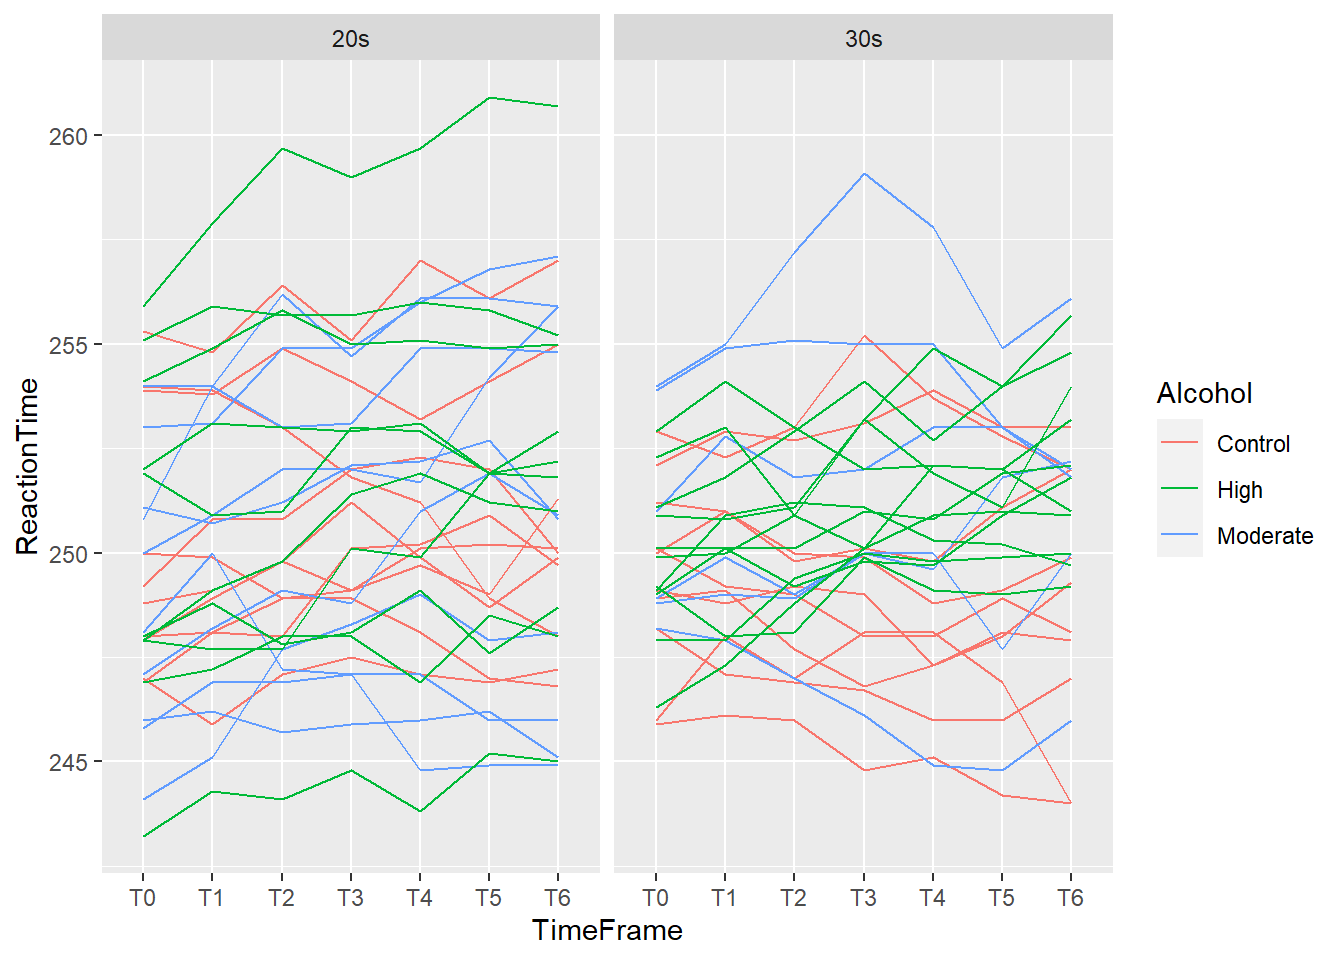 20s 30s
260
255
250
245
ReactionTime
T0 T1 T2 T3 T4 T5 T6 T0 T1 T2 T3 T4 T5 T6
TimeFrame
Alcohol
Control
High
Moderate